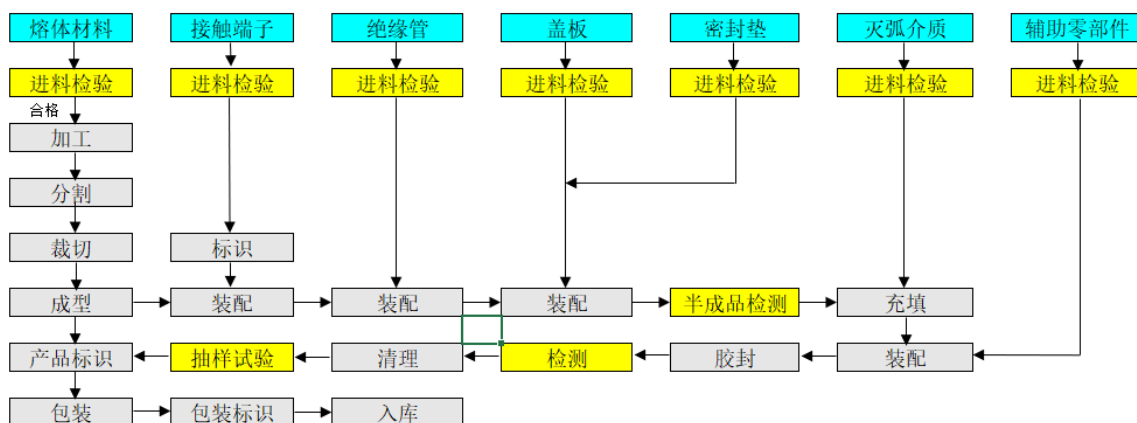 熔体材料 接触端子 绝缘管 盖板 密封垫 灭弧介质 辅助零部件
进料检验 进料检验 进料检验 进料检验 进料检验 进料检验 进料检验
合格
加工
分割
裁切 标识
成型 装配 装配 装配 半成品检测 充填
产品标识 抽样试验 清理 检测 胶封 装配
包装 包装标识 入库